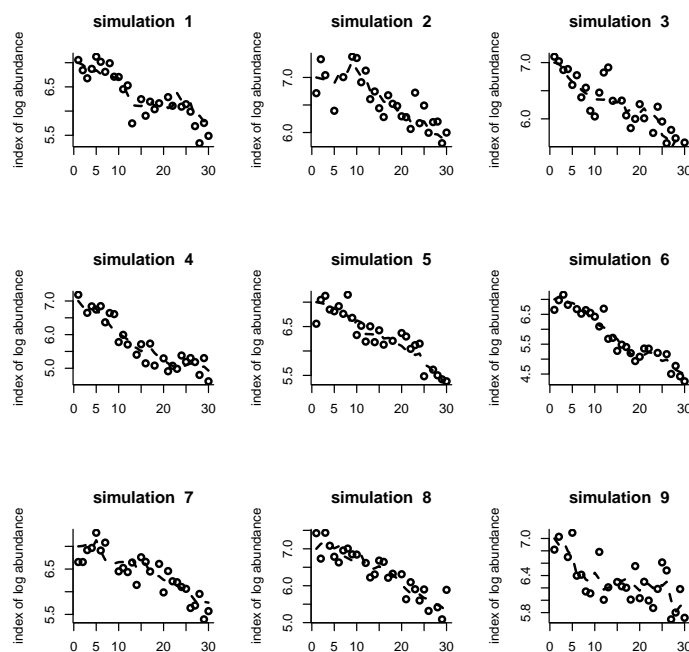 simulation 1
simulation 2
simulation 3
index of log abundance
6.5
5.5
0 5 10 20 30
index of log abundance
7.0
6.0
0 5 10 20 30
index of log abundance
7.0
6.0
0 5 10 20 30
simulation 4
simulation 5
simulation 6
index of log abundance
7.0
6.0
5.0
0 5 10 20 30
index of log abundance
6.5
5.5
0 5 10 20 30
index of log abundance
6.5
5.5
4.5
0 5 10 20 30
simulation 7
simulation 8
simulation 9
index of log abundance
6.5
5.5
0 5 10 20 30
index of log abundance
7.0
6.0
5.0
0 5 10 20 30
index of log abundance
7.0
6.4
5.8
0 5 10 20 30